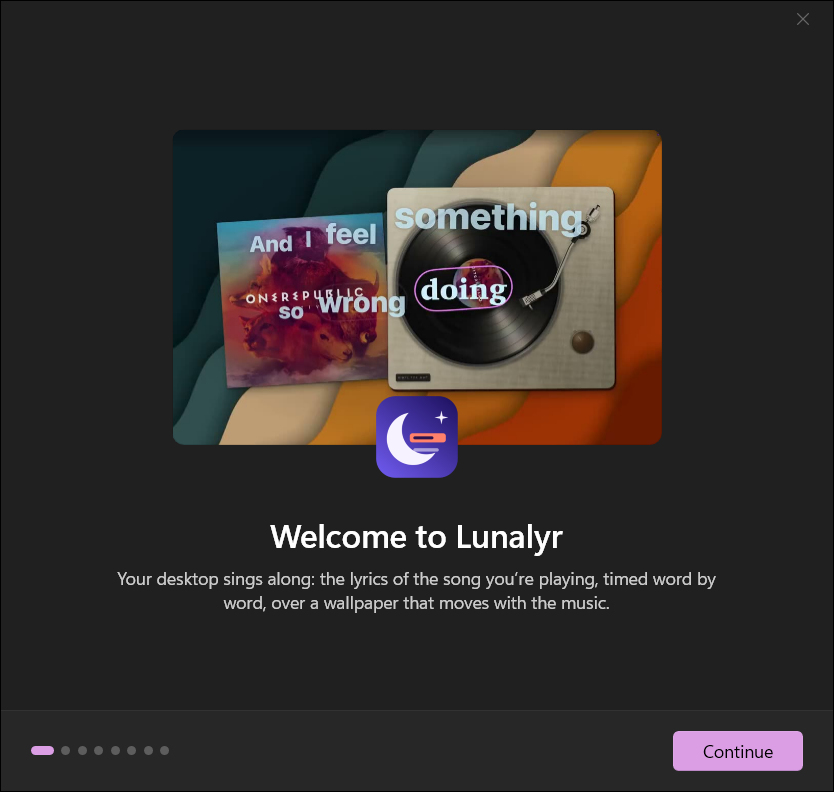 And I feel something
ONEREPUBLIC
so wrong doing
Welcome to Lunalyr
Your desktop sings along: the lyrics of the song you’re playing, timed word by
word, over a wallpaper that moves with the music.
Continue